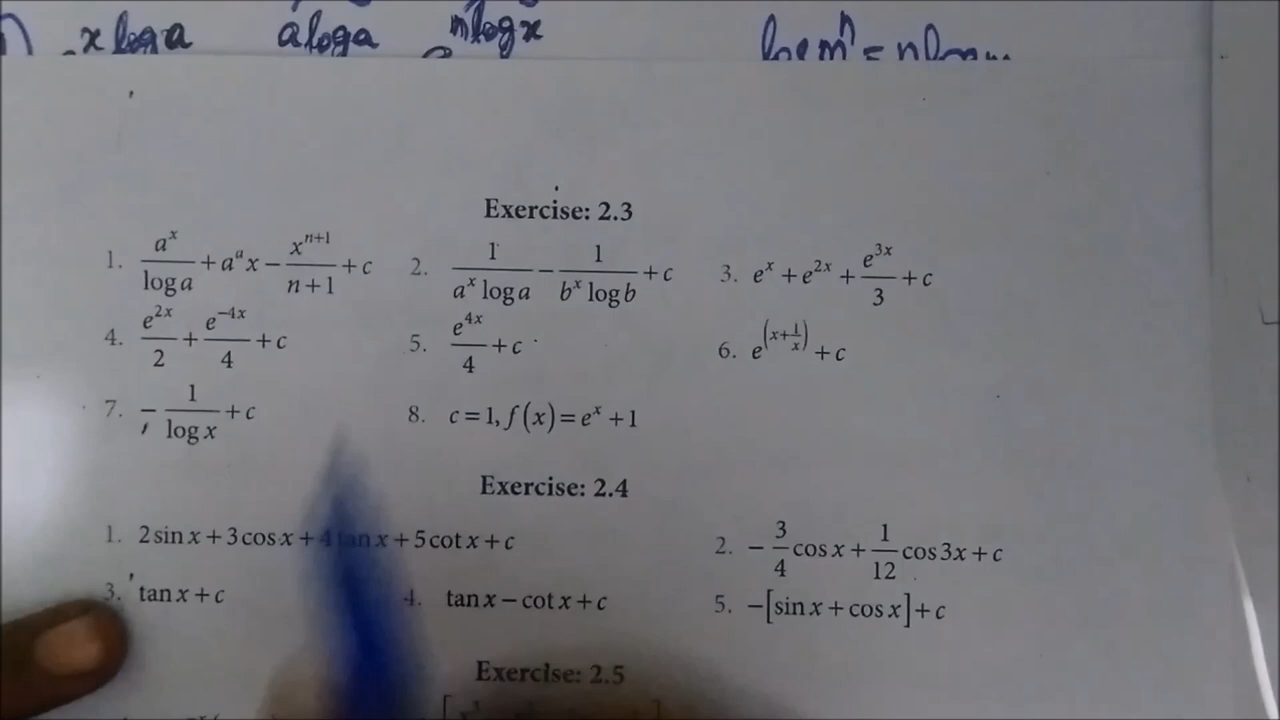 x log a a log a n log x log m^n = n
Exercise: 2.3
1. a^x/log a + a^a x − x^(n+1)/(n+1) + c 2. 1/(a^x log a) − 1/(b^x log b) + c 3. e^x + e^(2x) + e^(3x)/3 + c
4. e^(2x)/2 + e^(−4x)/4 + c 5. e^(4x)/4 + c 6. e^(x+1/x) + c
7. − 1/log x + c 8. c = 1, f(x) = e^x + 1
Exercise: 2.4
1. 2 sin x + 3 cos x + 4 tan x + 5 cot x + c 2. − 3/4 cos x + 1/12 cos 3x + c
3. tan x + c 4. tan x − cot x + c 5. −[sin x + cos x] + c
Exercise: 2.5